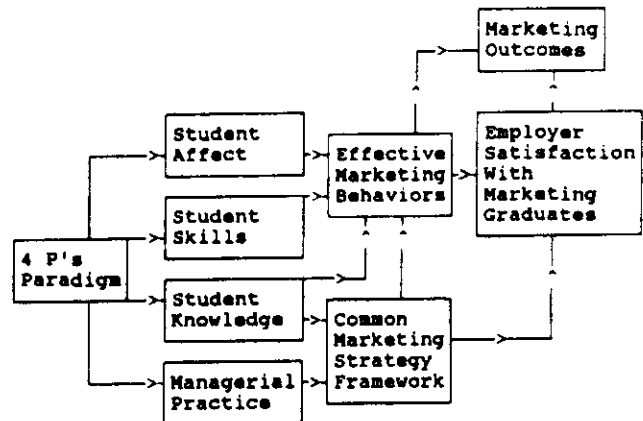 Marketing
Outcomes
Student
Affect
Effective
Marketing
Behaviors
Employer
Satisfaction
With
Marketing
Graduates
Student
Skills
4 P's
Paradigm
Student
Knowledge
Common
Marketing
Strategy
Framework
Managerial
Practice